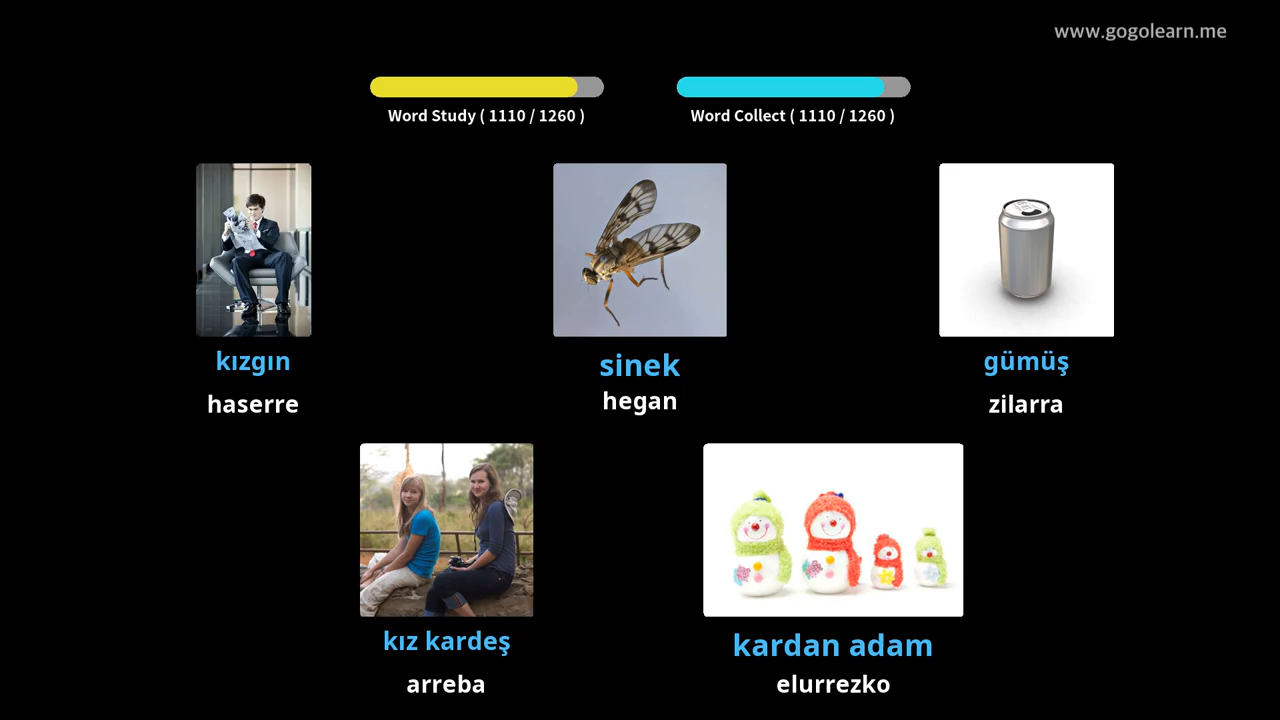 www.gogolearn.me
Word Study ( 1110 / 1260 )
Word Collect ( 1110 / 1260 )
kızgın
haserre
sinek
hegan
gümüş
zilarra
kız kardeş
arreba
kardan adam
elurrezko